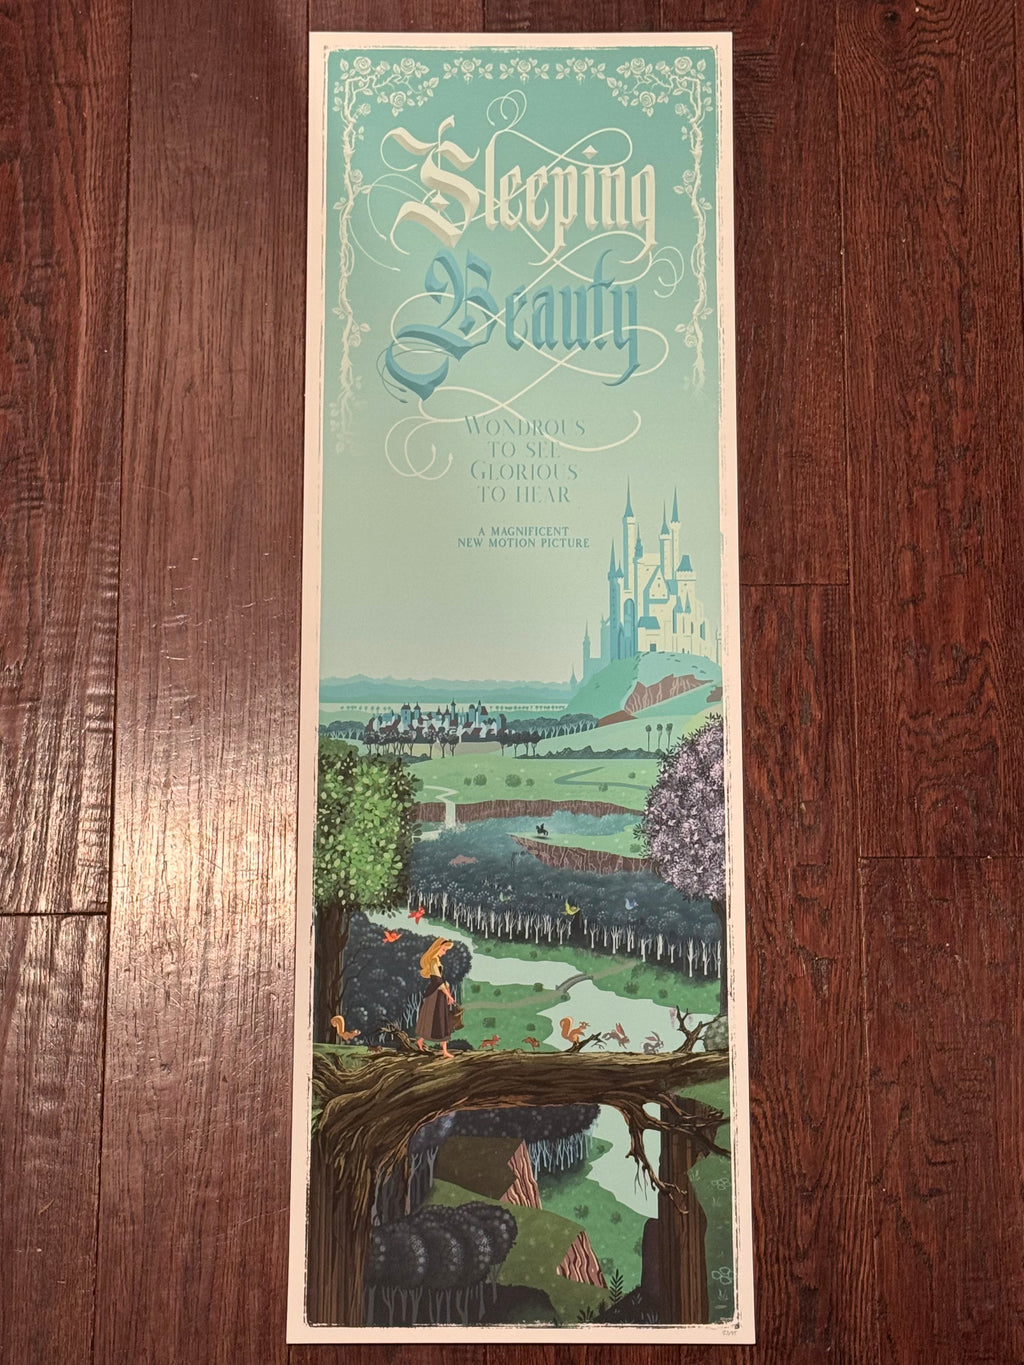 Sleeping
Beauty
WONDROUS
TO SEE
GLORIOUS
TO HEAR
A MAGNIFICENT
NEW MOTION PICTURE